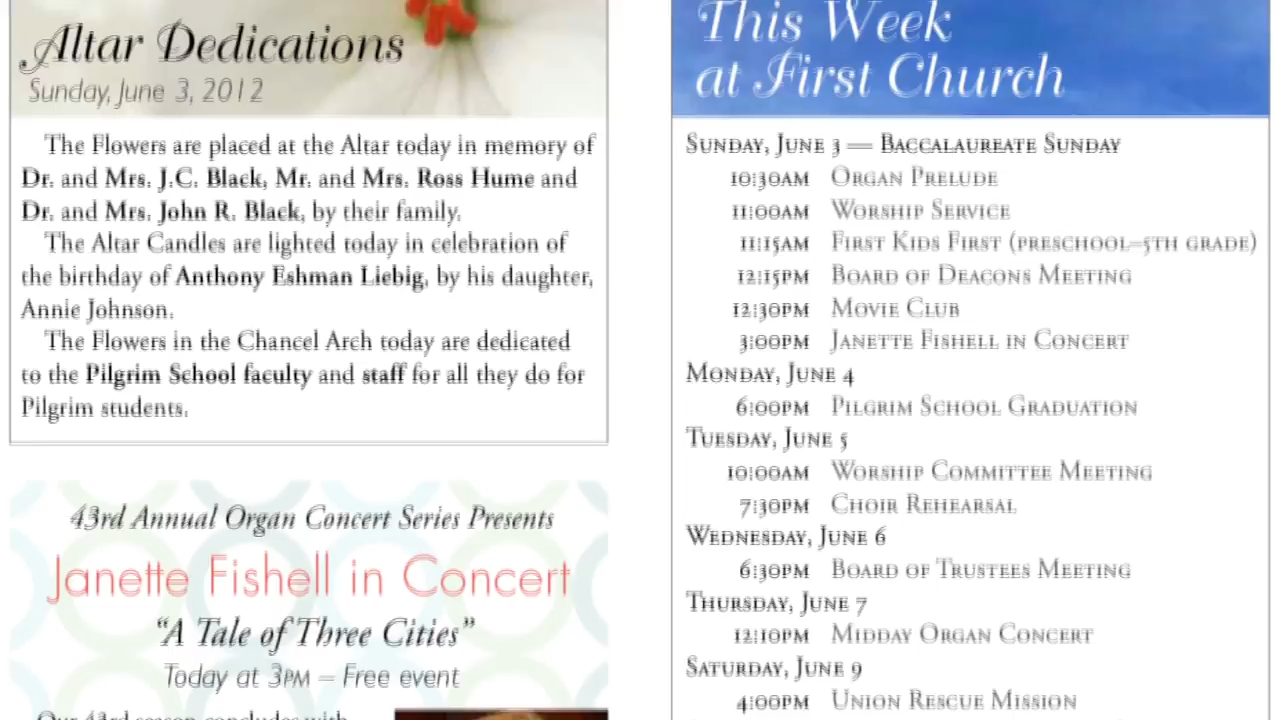 Altar Dedications
Sunday, June 3, 2012
The Flowers are placed at the Altar today in memory of
Dr. and Mrs. J.C. Black, Mr. and Mrs. Ross Hume and
Dr. and Mrs. John R. Black, by their family.
The Altar Candles are lighted today in celebration of
the birthday of Anthony Eshman Liebig, by his daughter,
Annie Johnson.
The Flowers in the Chancel Arch today are dedicated
to the Pilgrim School faculty and staff for all they do for
Pilgrim students.
43rd Annual Organ Concert Series Presents
Janette Fishell in Concert
“A Tale of Three Cities”
Today at 3PM – Free event
Our 43rd season concludes with
This Week
at First Church
SUNDAY, JUNE 3 — BACCALAUREATE SUNDAY
10:30AM ORGAN PRELUDE
11:00AM WORSHIP SERVICE
11:15AM FIRST KIDS FIRST (PRESCHOOL–5TH GRADE)
12:15PM BOARD OF DEACONS MEETING
12:30PM MOVIE CLUB
3:00PM JANETTE FISHELL IN CONCERT
MONDAY, JUNE 4
6:00PM PILGRIM SCHOOL GRADUATION
TUESDAY, JUNE 5
10:00AM WORSHIP COMMITTEE MEETING
7:30PM CHOIR REHEARSAL
WEDNESDAY, JUNE 6
6:30PM BOARD OF TRUSTEES MEETING
THURSDAY, JUNE 7
12:10PM MIDDAY ORGAN CONCERT
SATURDAY, JUNE 9
4:00PM UNION RESCUE MISSION